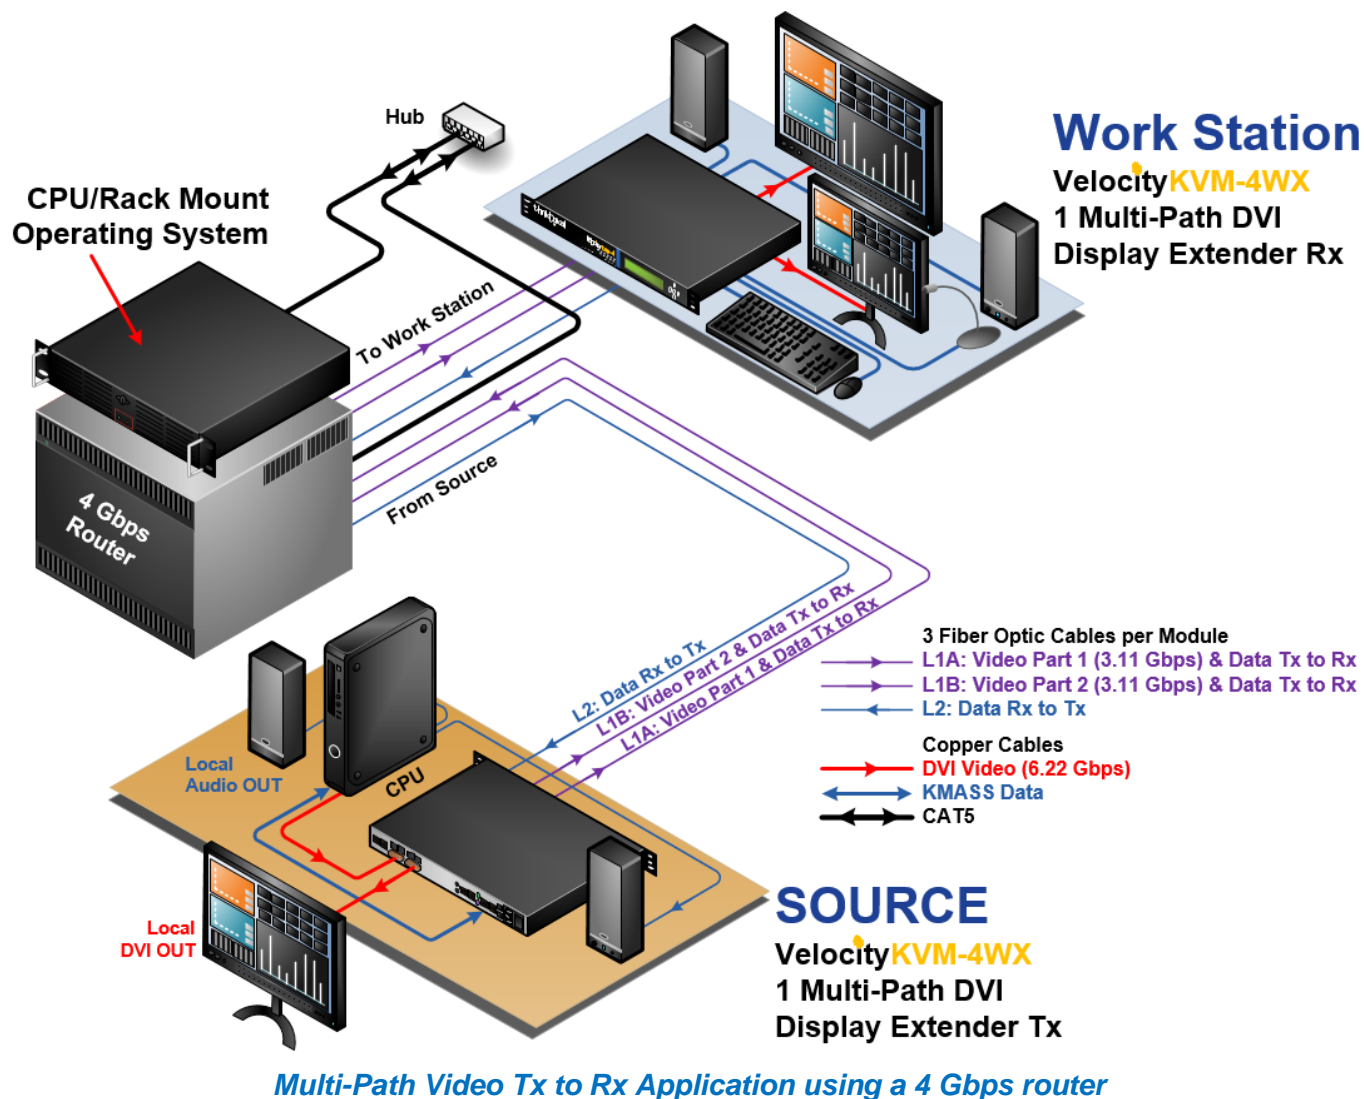 Hub
CPU/Rack Mount
Operating System
Work Station
VelocityKVM-4WX
1 Multi-Path DVI
Display Extender Rx
To Work Station
From Source
4 Gbps
Router
L2: Data Rx to Tx
L1B: Video Part 2 & Data Tx to Rx
L1A: Video Part 1 & Data Tx to Rx
3 Fiber Optic Cables per Module
L1A: Video Part 1 (3.11 Gbps) & Data Tx to Rx
L1B: Video Part 2 (3.11 Gbps) & Data Tx to Rx
L2: Data Rx to Tx
Copper Cables
DVI Video (6.22 Gbps)
KMASS Data
CAT5
Local
Audio OUT
CPU
Local
DVI OUT
SOURCE
VelocityKVM-4WX
1 Multi-Path DVI
Display Extender Tx
Multi-Path Video Tx to Rx Application using a 4 Gbps router